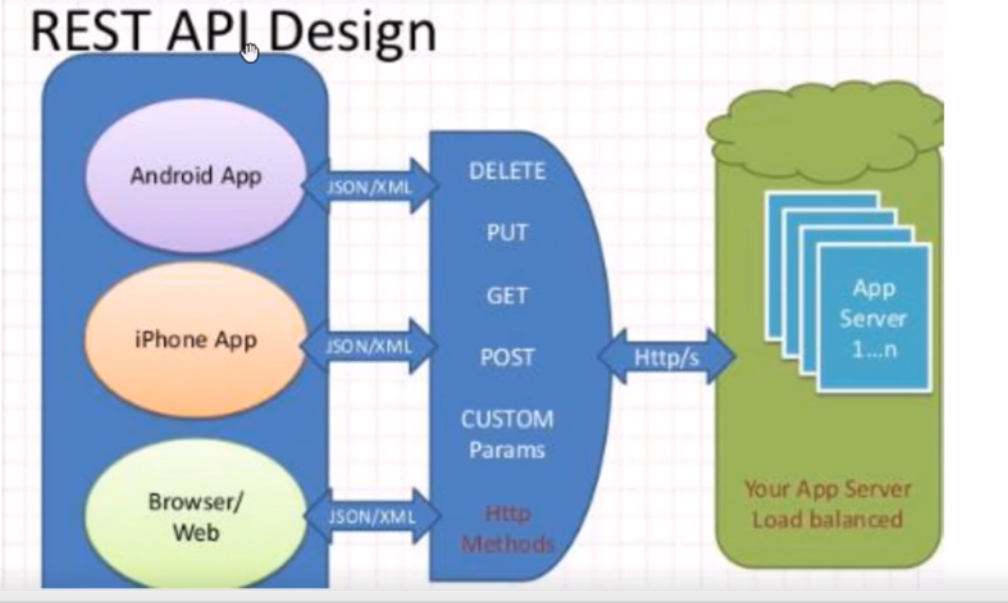 REST API Design
Android App
JSON/XML
iPhone App
JSON/XML
Browser/
Web
JSON/XML
DELETE
PUT
GET
POST
CUSTOM
Params
Http
Methods
Http/s
App
Server
1...n
Your App Server
Load balanced